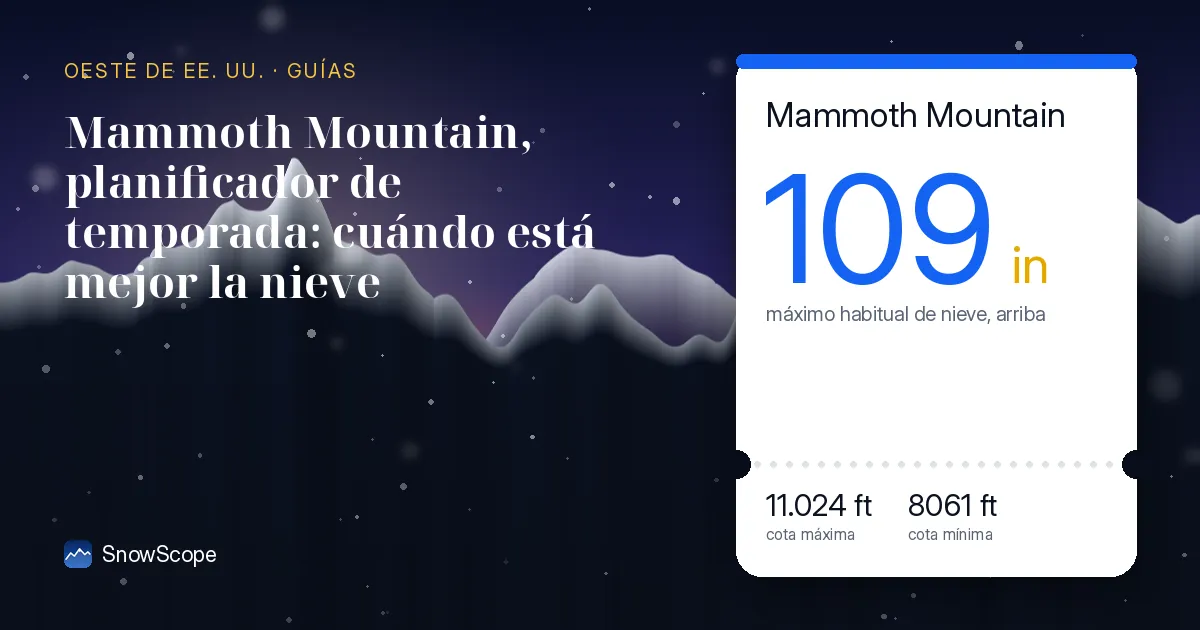 OESTE DE EE. UU. · GUÍAS
Mammoth Mountain,
planificador de
temporada: cuándo está
mejor la nieve
SnowScope
Mammoth Mountain
109 in
máximo habitual de nieve, arriba
11.024 ft 8061 ft
cota máxima cota mínima